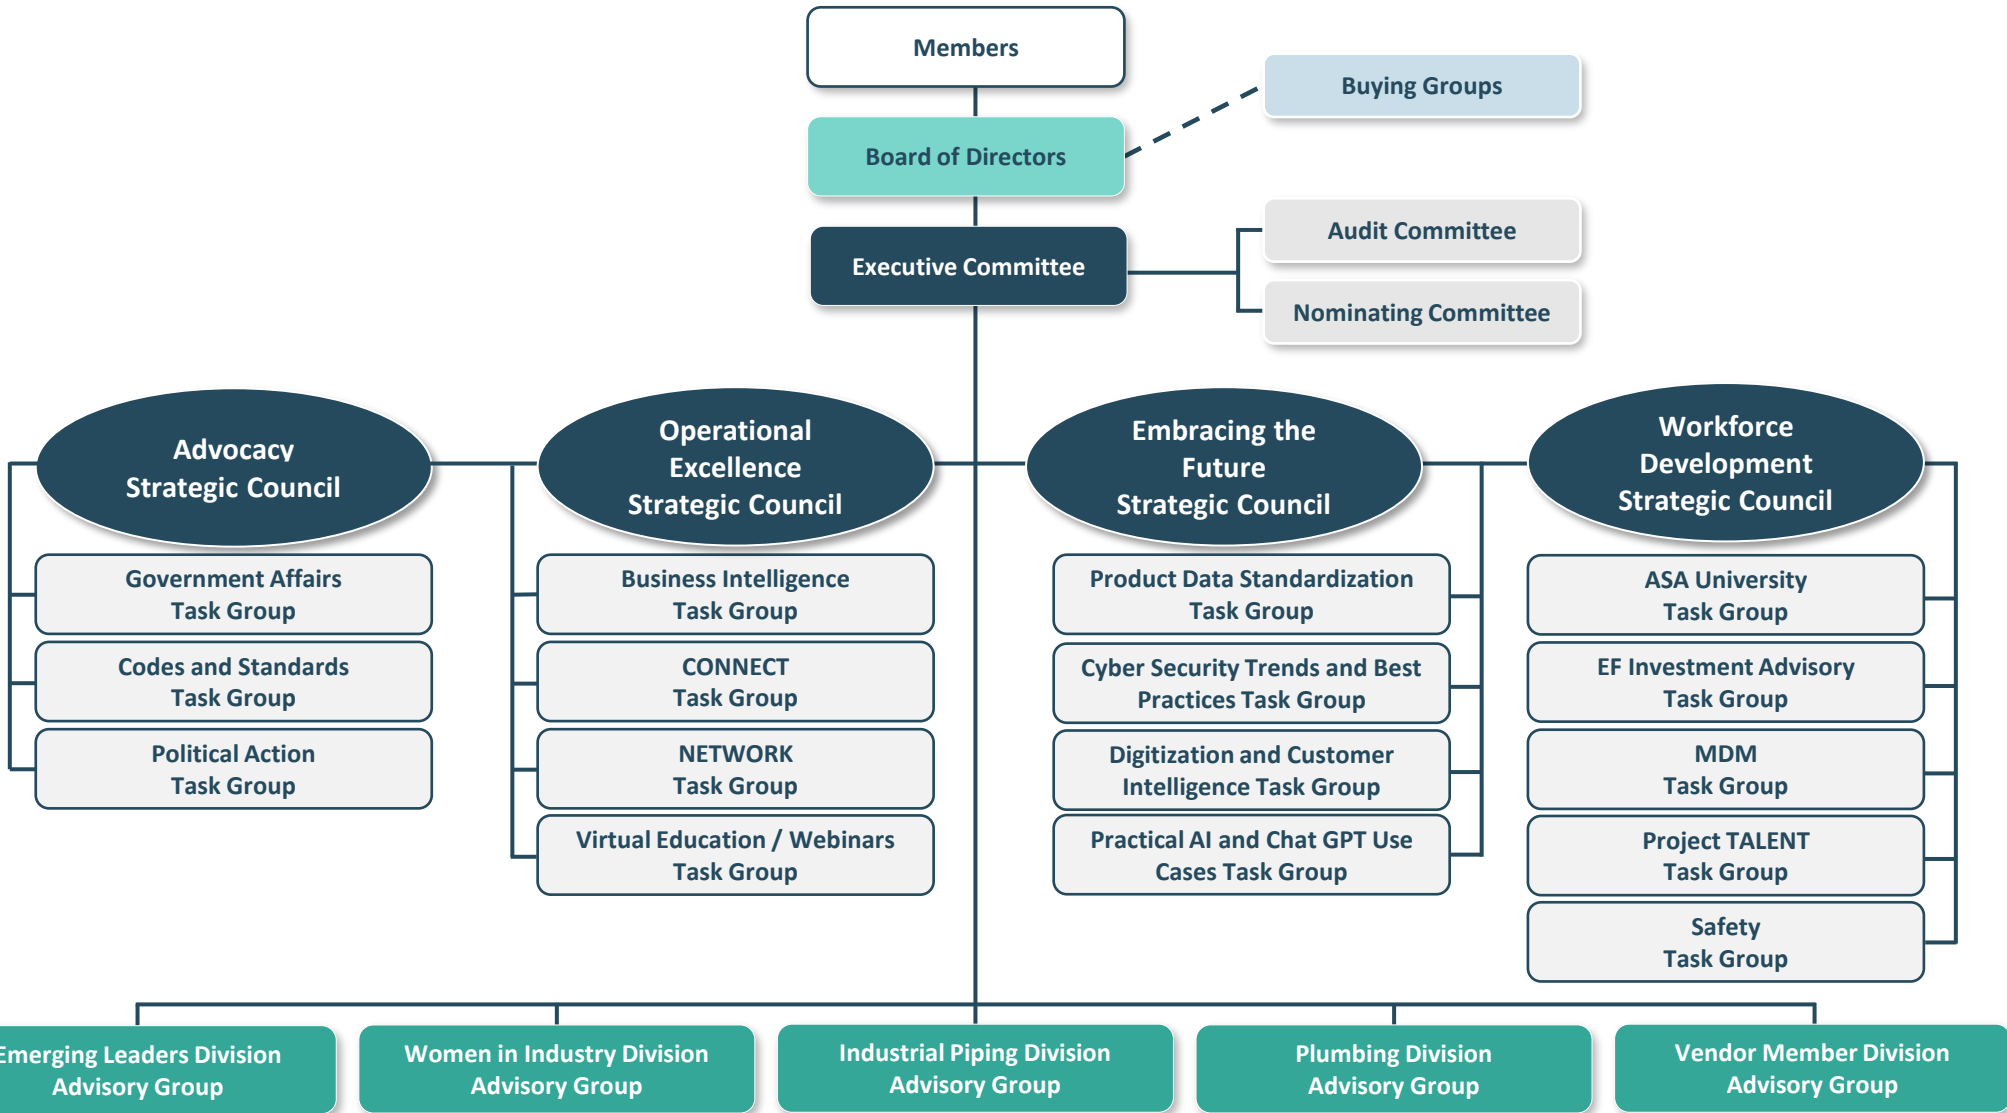 Members
Buying Groups
Board of Directors
Audit Committee
Executive Committee
Nominating Committee
Advocacy
Strategic Council
Government Affairs
Task Group
Codes and Standards
Task Group
Political Action
Task Group
Operational
Excellence
Strategic Council
Business Intelligence
Task Group
CONNECT
Task Group
NETWORK
Task Group
Virtual Education / Webinars
Task Group
Embracing the
Future
Strategic Council
Product Data Standardization
Task Group
Cyber Security Trends and Best
Practices Task Group
Digitization and Customer
Intelligence Task Group
Practical AI and Chat GPT Use
Cases Task Group
Workforce
Development
Strategic Council
ASA University
Task Group
EF Investment Advisory
Task Group
MDM
Task Group
Project TALENT
Task Group
Safety
Task Group
Emerging Leaders Division
Advisory Group
Women in Industry Division
Advisory Group
Industrial Piping Division
Advisory Group
Plumbing Division
Advisory Group
Vendor Member Division
Advisory Group